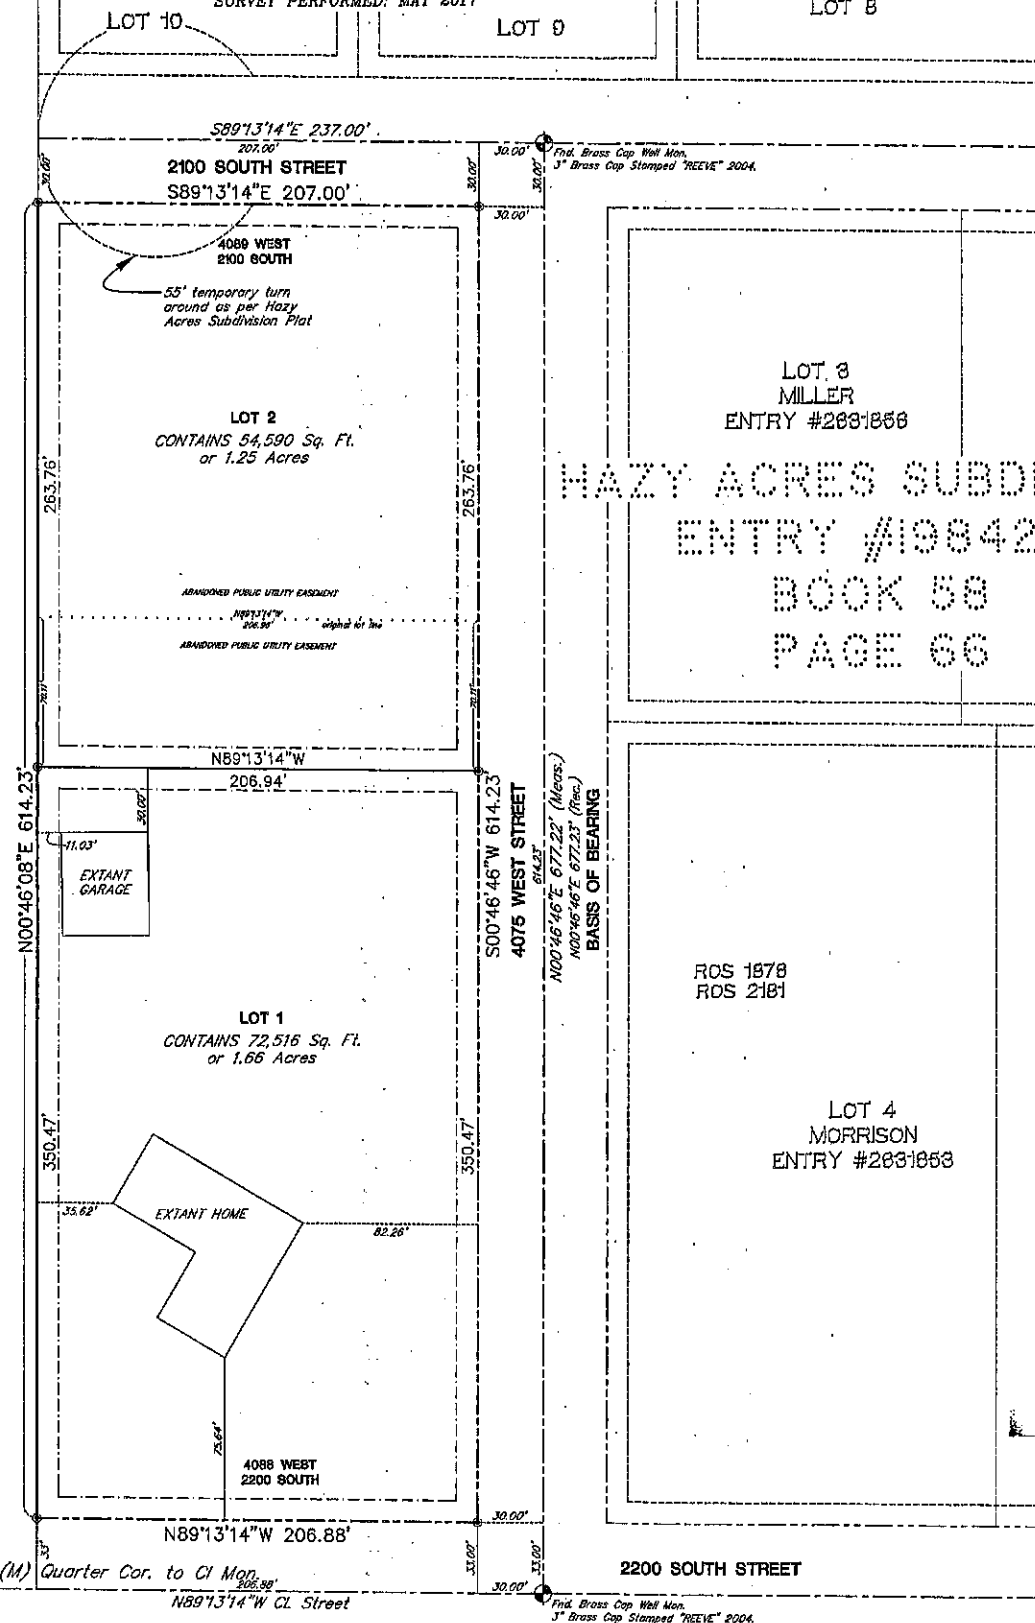 SURVEY PERFORMED: MAY 2017
LOT 10
LOT 9
LOT 8
S89°13'14"E 237.00'
207.00'
30.00'
2100 SOUTH STREET
S89°13'14"E 207.00'
30.00'
30.00'
30.00'
30.00'
Fnd. Brass Cap Well Mon.
3" Brass Cap Stamped "REEVE" 2004.
4089 WEST
2100 SOUTH
55' temporary turn
around as per Hazy
Acres Subdivision Plat
LOT 2
CONTAINS 54,590 Sq. Ft.
or 1.25 Acres
263.76'
263.76'
LOT 3
MILLER
ENTRY #2631856
HAZY ACRES SUBDI
ENTRY #19842
BOOK 58
PAGE 66
ABANDONED PUBLIC UTILITY EASEMENT
N89°13'14"W
206.95'
original lot line
ABANDONED PUBLIC UTILITY EASEMENT
70.11'
70.11'
N89°13'14"W
206.94'
N00°46'08"E 614.23'
30.00'
11.03'
EXTANT
GARAGE
S00°46'46"W 614.23'
4075 WEST STREET
614.23'
N00°46'46"E 677.22' (Meas.)
N00°46'46"E 677.23' (Rec.)
BASIS OF BEARING
ROS 1878
ROS 2181
LOT 1
CONTAINS 72,516 Sq. Ft.
or 1.66 Acres
350.47'
350.47'
LOT 4
MORRISON
ENTRY #2631853
35.62'
EXTANT HOME
82.26'
75.64'
4088 WEST
2200 SOUTH
30.00'
N89°13'14"W 206.88'
33'
33.00'
33.00'
(M) Quarter Cor. to Cl Mon.
206.88'
N89°13'14"W CL Street
30.00'
2200 SOUTH STREET
Fnd. Brass Cap Well Mon.
3" Brass Cap Stamped "REEVE" 2004.